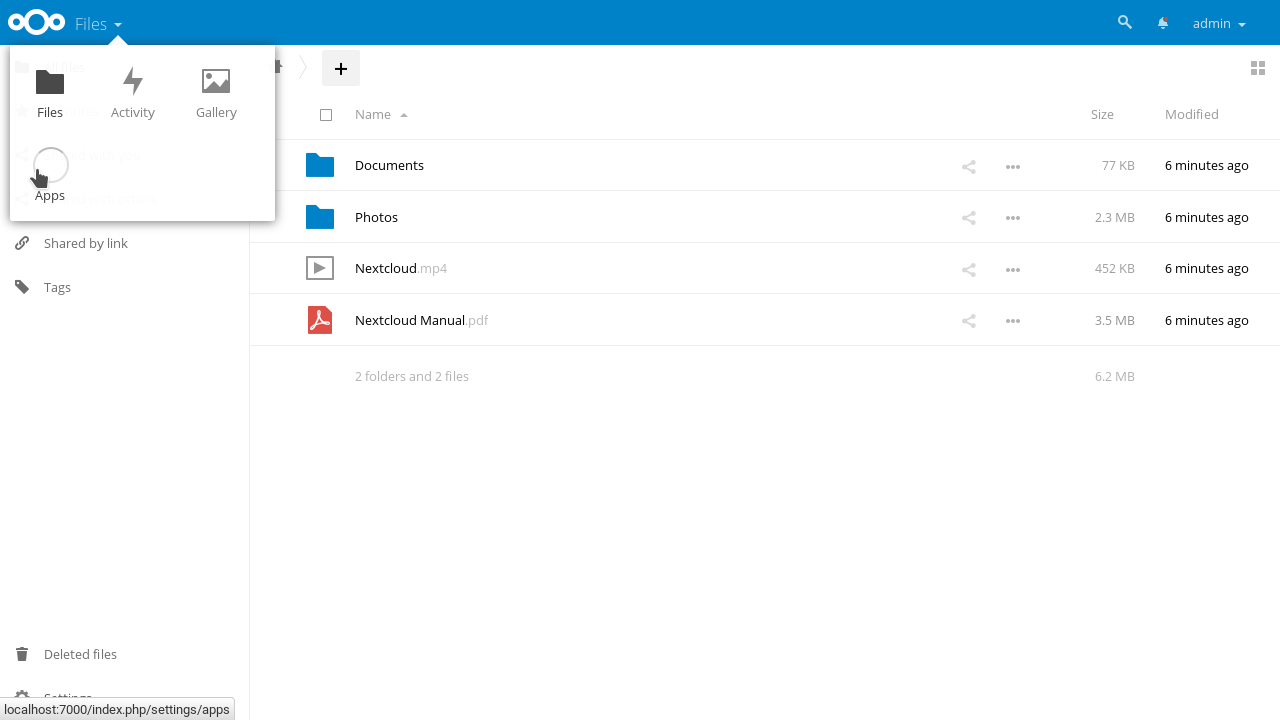 Files
admin
Files
Activity
Gallery
Apps
Name
Size
Modified
Documents
77 KB
6 minutes ago
Photos
2.3 MB
6 minutes ago
Nextcloud.mp4
452 KB
6 minutes ago
Nextcloud Manual.pdf
3.5 MB
6 minutes ago
2 folders and 2 files
6.2 MB
Shared by link
Tags
Deleted files
Settings
localhost:7000/index.php/settings/apps